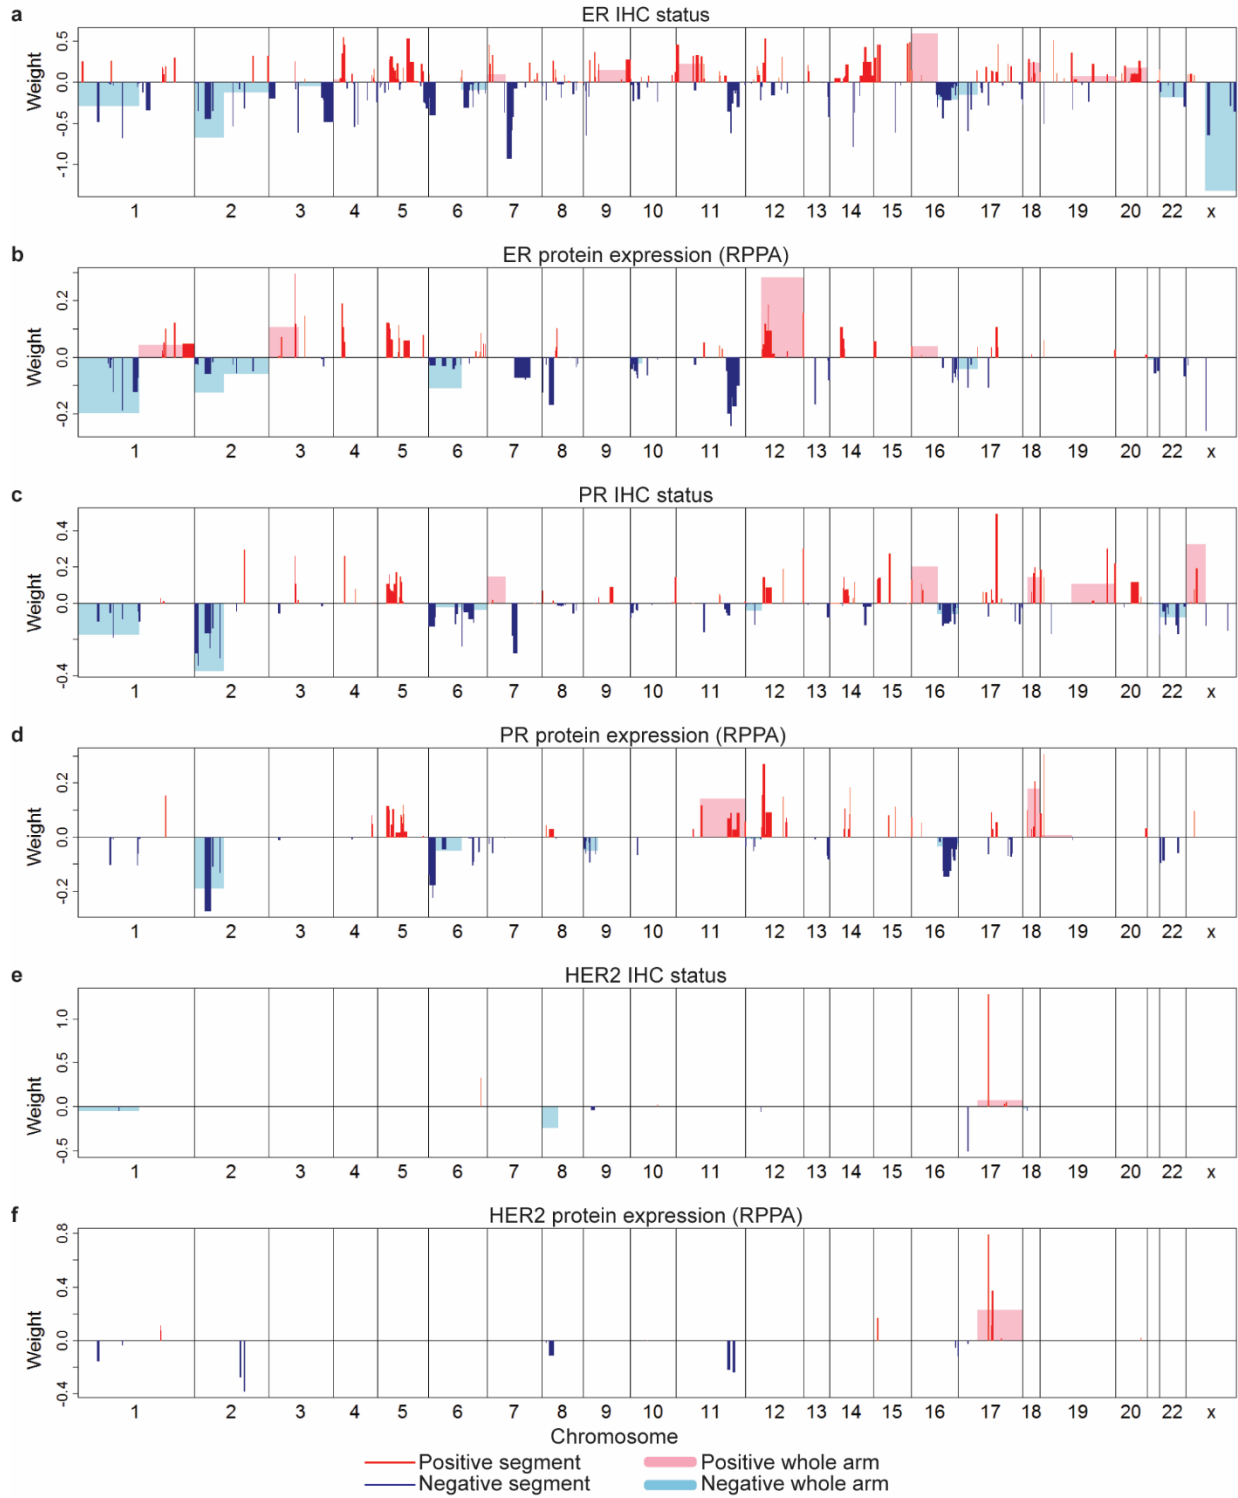 a
ER IHC status
Weight
0.5
0.0
-0.5
-1.0
1 2 3 4 5 6 7 8 9 10 11 12 13 14 15 16 17 18 19 20 22 x
b
ER protein expression (RPPA)
Weight
0.2
0.0
-0.2
1 2 3 4 5 6 7 8 9 10 11 12 13 14 15 16 17 18 19 20 22 x
c
PR IHC status
Weight
0.4
0.2
0.0
-0.4
1 2 3 4 5 6 7 8 9 10 11 12 13 14 15 16 17 18 19 20 22 x
d
PR protein expression (RPPA)
Weight
0.2
0.0
-0.2
1 2 3 4 5 6 7 8 9 10 11 12 13 14 15 16 17 18 19 20 22 x
e
HER2 IHC status
Weight
1.0
0.5
0.0
-0.5
1 2 3 4 5 6 7 8 9 10 11 12 13 14 15 16 17 18 19 20 22 x
f
HER2 protein expression (RPPA)
Weight
0.8
0.4
0.0
-0.4
1 2 3 4 5 6 7 8 9 10 11 12 13 14 15 16 17 18 19 20 22 x
Chromosome
Positive segment
Positive whole arm
Negative segment
Negative whole arm